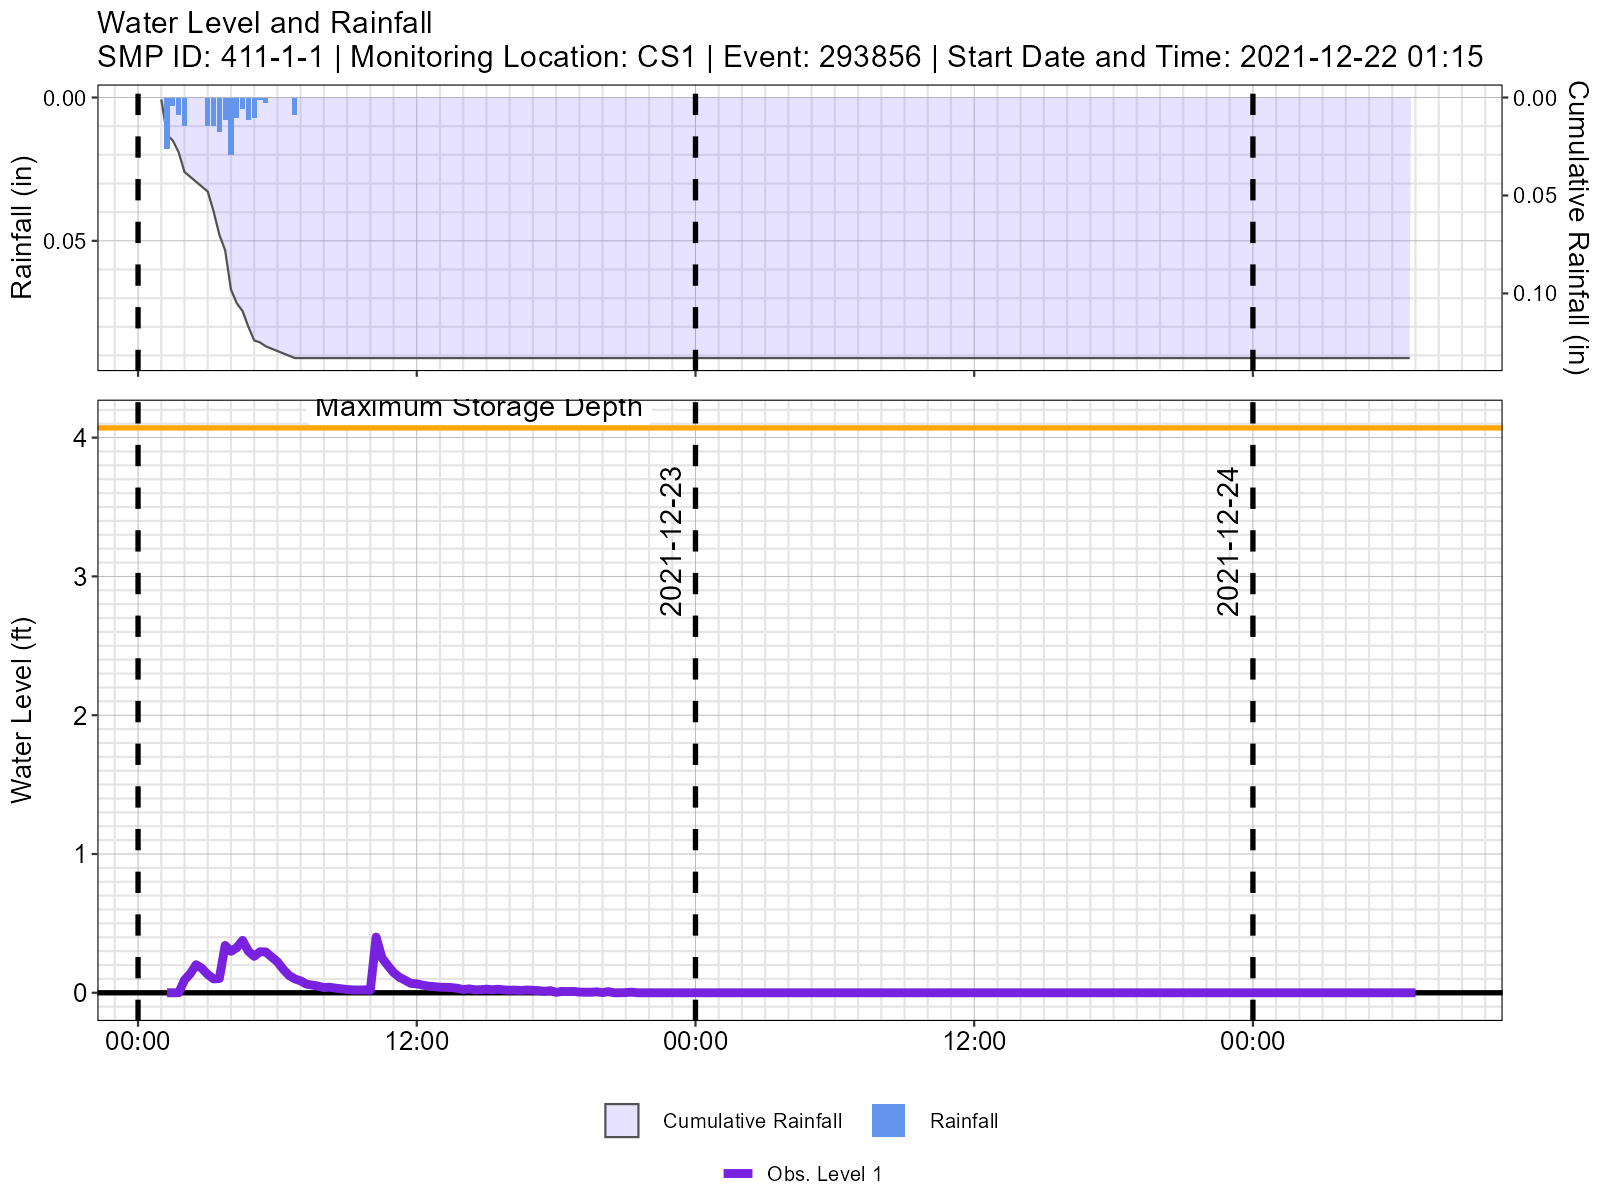 Water Level and Rainfall
SMP ID: 411-1-1 | Monitoring Location: CS1 | Event: 293856 | Start Date and Time: 2021-12-22 01:15
0.00
0.05
Rainfall (in)
0.00
0.05
0.10
Cumulative Rainfall (in)
Maximum Storage Depth
4
3
2
1
0
Water Level (ft)
2021-12-23
2021-12-24
00:00
12:00
00:00
12:00
00:00
Cumulative Rainfall
Rainfall
Obs. Level 1